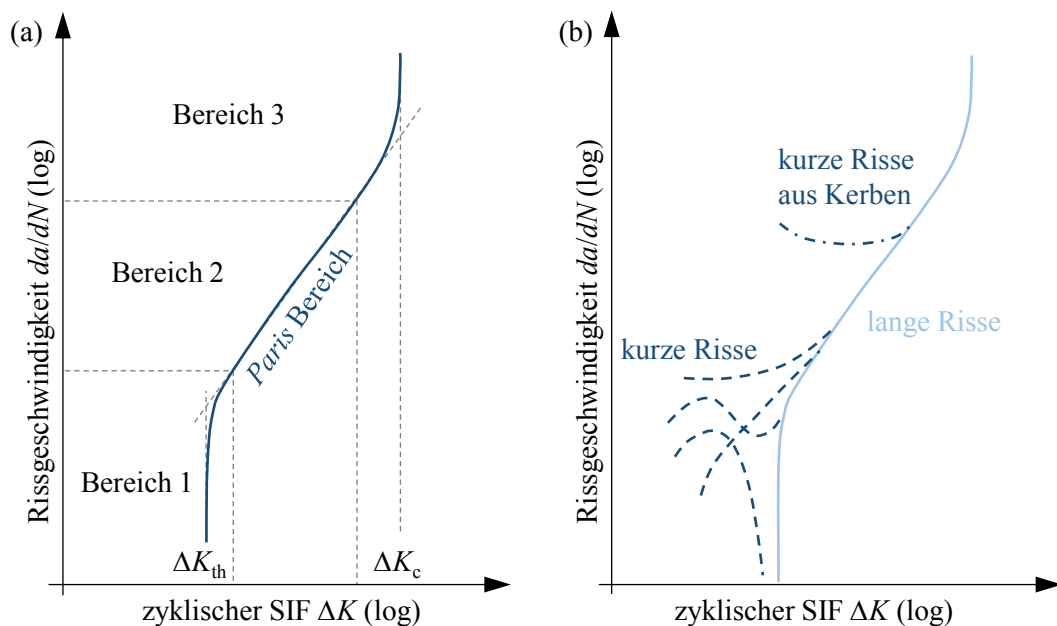 (a)
Rissgeschwindigkeit da/dN (log)
Bereich 3
Bereich 2
Paris Bereich
Bereich 1
ΔKth
ΔKc
zyklischer SIF ΔK (log)
(b)
Rissgeschwindigkeit da/dN (log)
kurze Risse
aus Kerben
lange Risse
kurze Risse
zyklischer SIF ΔK (log)